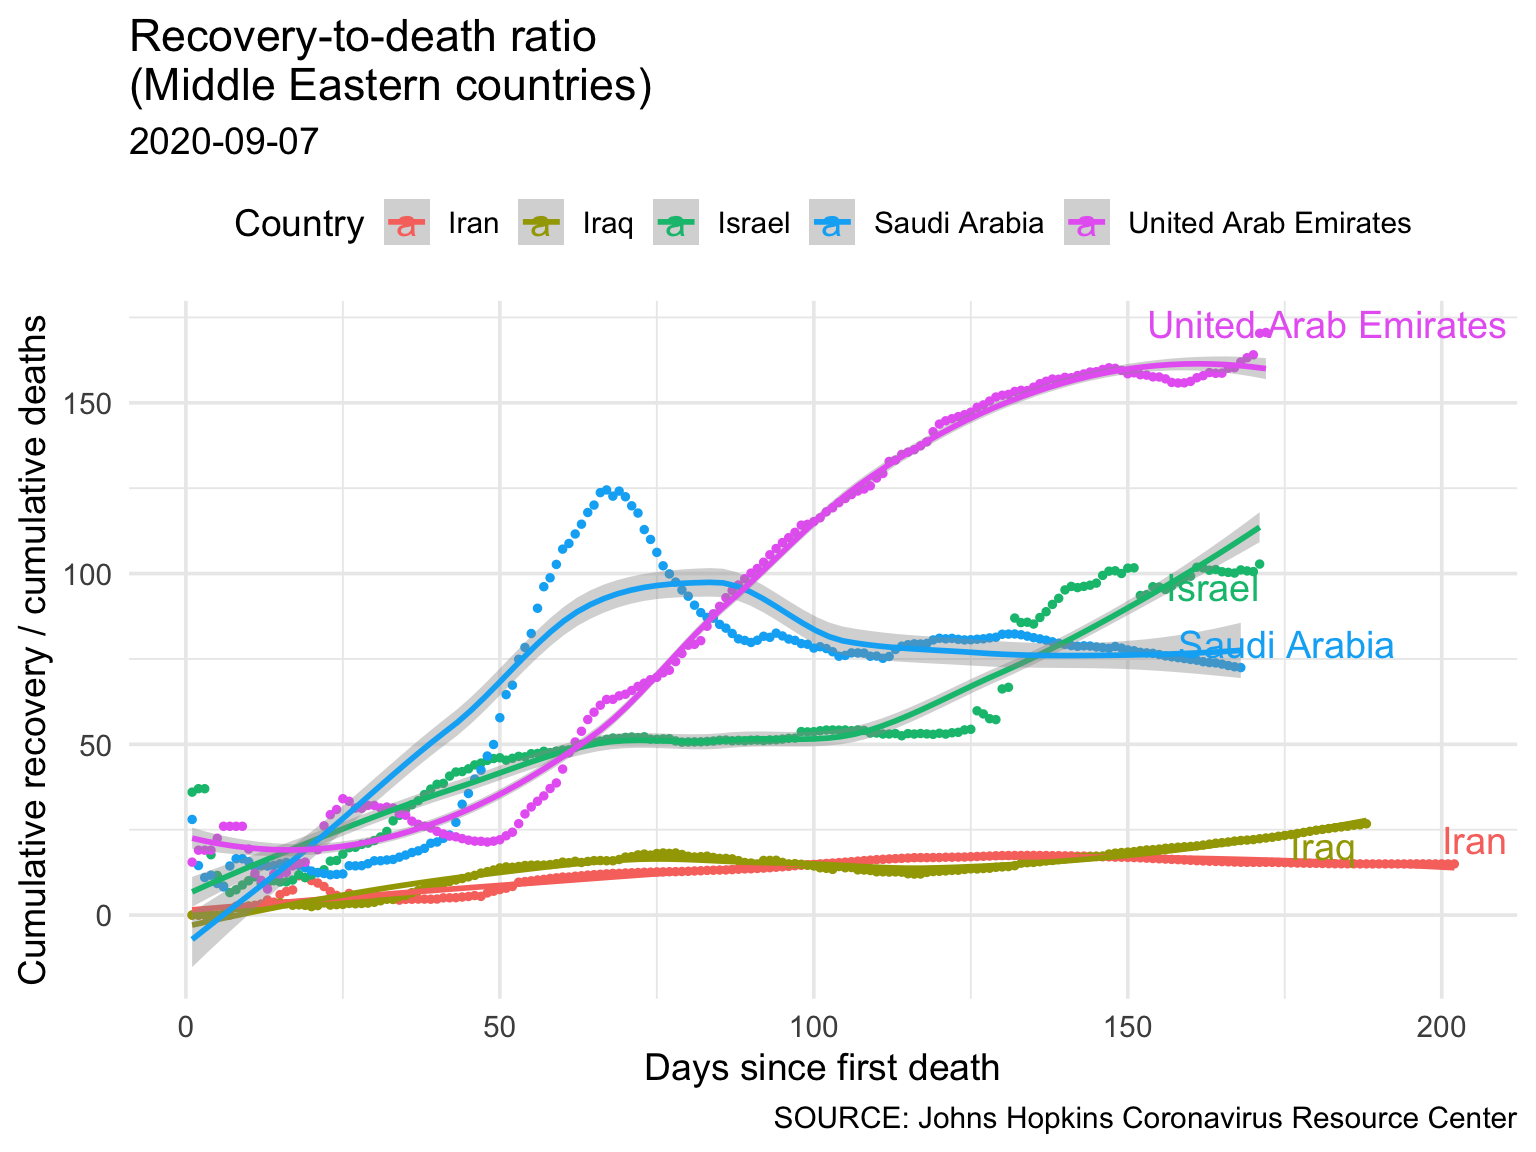 Recovery-to-death ratio
(Middle Eastern countries)
2020-09-07
Country a Iran a Iraq a Israel a Saudi Arabia a United Arab Emirates
Cumulative recovery / cumulative deaths
150
100
50
0
United Arab Emirates
Israel
Saudi Arabia
Iran
Iraq
0 50 100 150 200
Days since first death
SOURCE: Johns Hopkins Coronavirus Resource Center